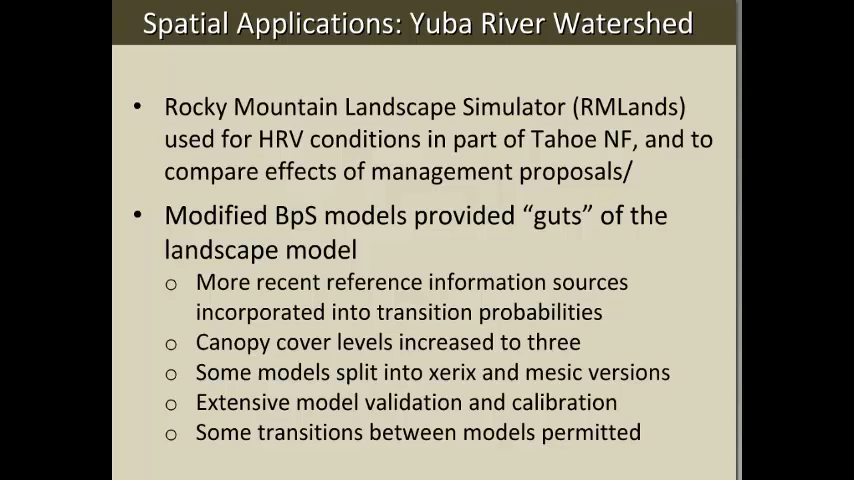 Spatial Applications: Yuba River Watershed
• Rocky Mountain Landscape Simulator (RMLands)
used for HRV conditions in part of Tahoe NF, and to
compare effects of management proposals/
• Modified BpS models provided “guts” of the
landscape model
o More recent reference information sources
incorporated into transition probabilities
o Canopy cover levels increased to three
o Some models split into xerix and mesic versions
o Extensive model validation and calibration
o Some transitions between models permitted